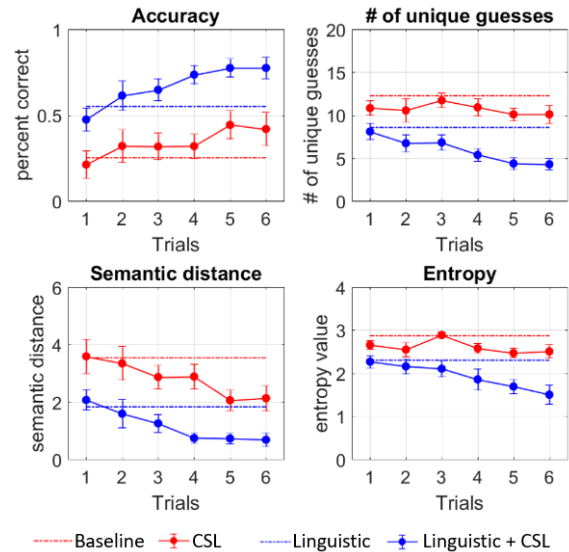 Accuracy
percent correct
1
0.5
0
1 2 3 4 5 6
Trials
# of unique guesses
# of unique guesses
20
15
10
5
0
1 2 3 4 5 6
Trials
Semantic distance
semantic distance
6
4
2
0
1 2 3 4 5 6
Trials
Entropy
entropy value
4
3
2
1
0
1 2 3 4 5 6
Trials
Baseline CSL Linguistic Linguistic + CSL